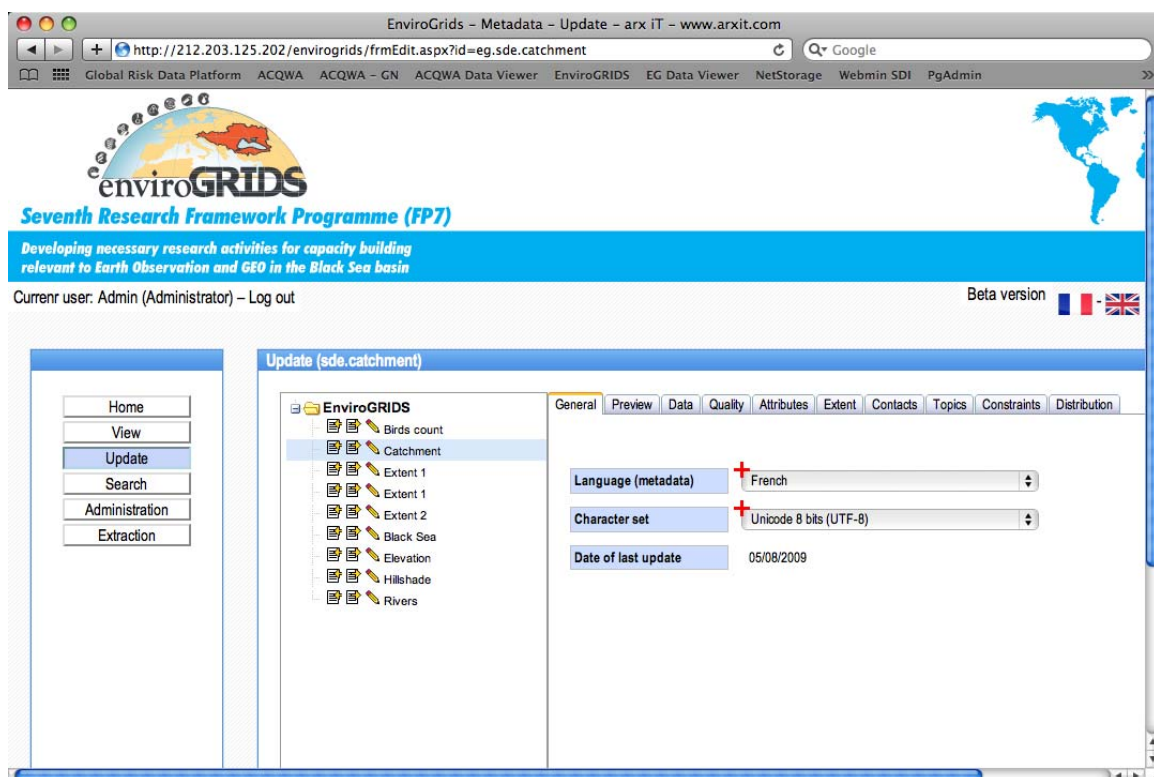 EnviroGrids – Metadata – Update – arx iT – www.arxit.com
http://212.203.125.202/envirogrids/frmEdit.aspx?id=eg.sde.catchment
Google
Global Risk Data Platform ACQWA ACQWA – GN ACQWA Data Viewer EnviroGRIDS EG Data Viewer NetStorage Webmin SDI PgAdmin
enviroGRIDS
Seventh Research Framework Programme (FP7)
Developing necessary research activities for capacity building
relevant to Earth Observation and GEO in the Black Sea basin
Currenr user: Admin (Administrator) – Log out
Beta version
-
Update (sde.catchment)
Home
View
Update
Search
Administration
Extraction
EnviroGRIDS
Birds count
Catchment
Extent 1
Extent 1
Extent 2
Black Sea
Elevation
Hillshade
Rivers
General Preview Data Quality Attributes Extent Contacts Topics Constraints Distribution
Language (metadata) French
Character set Unicode 8 bits (UTF-8)
Date of last update 05/08/2009